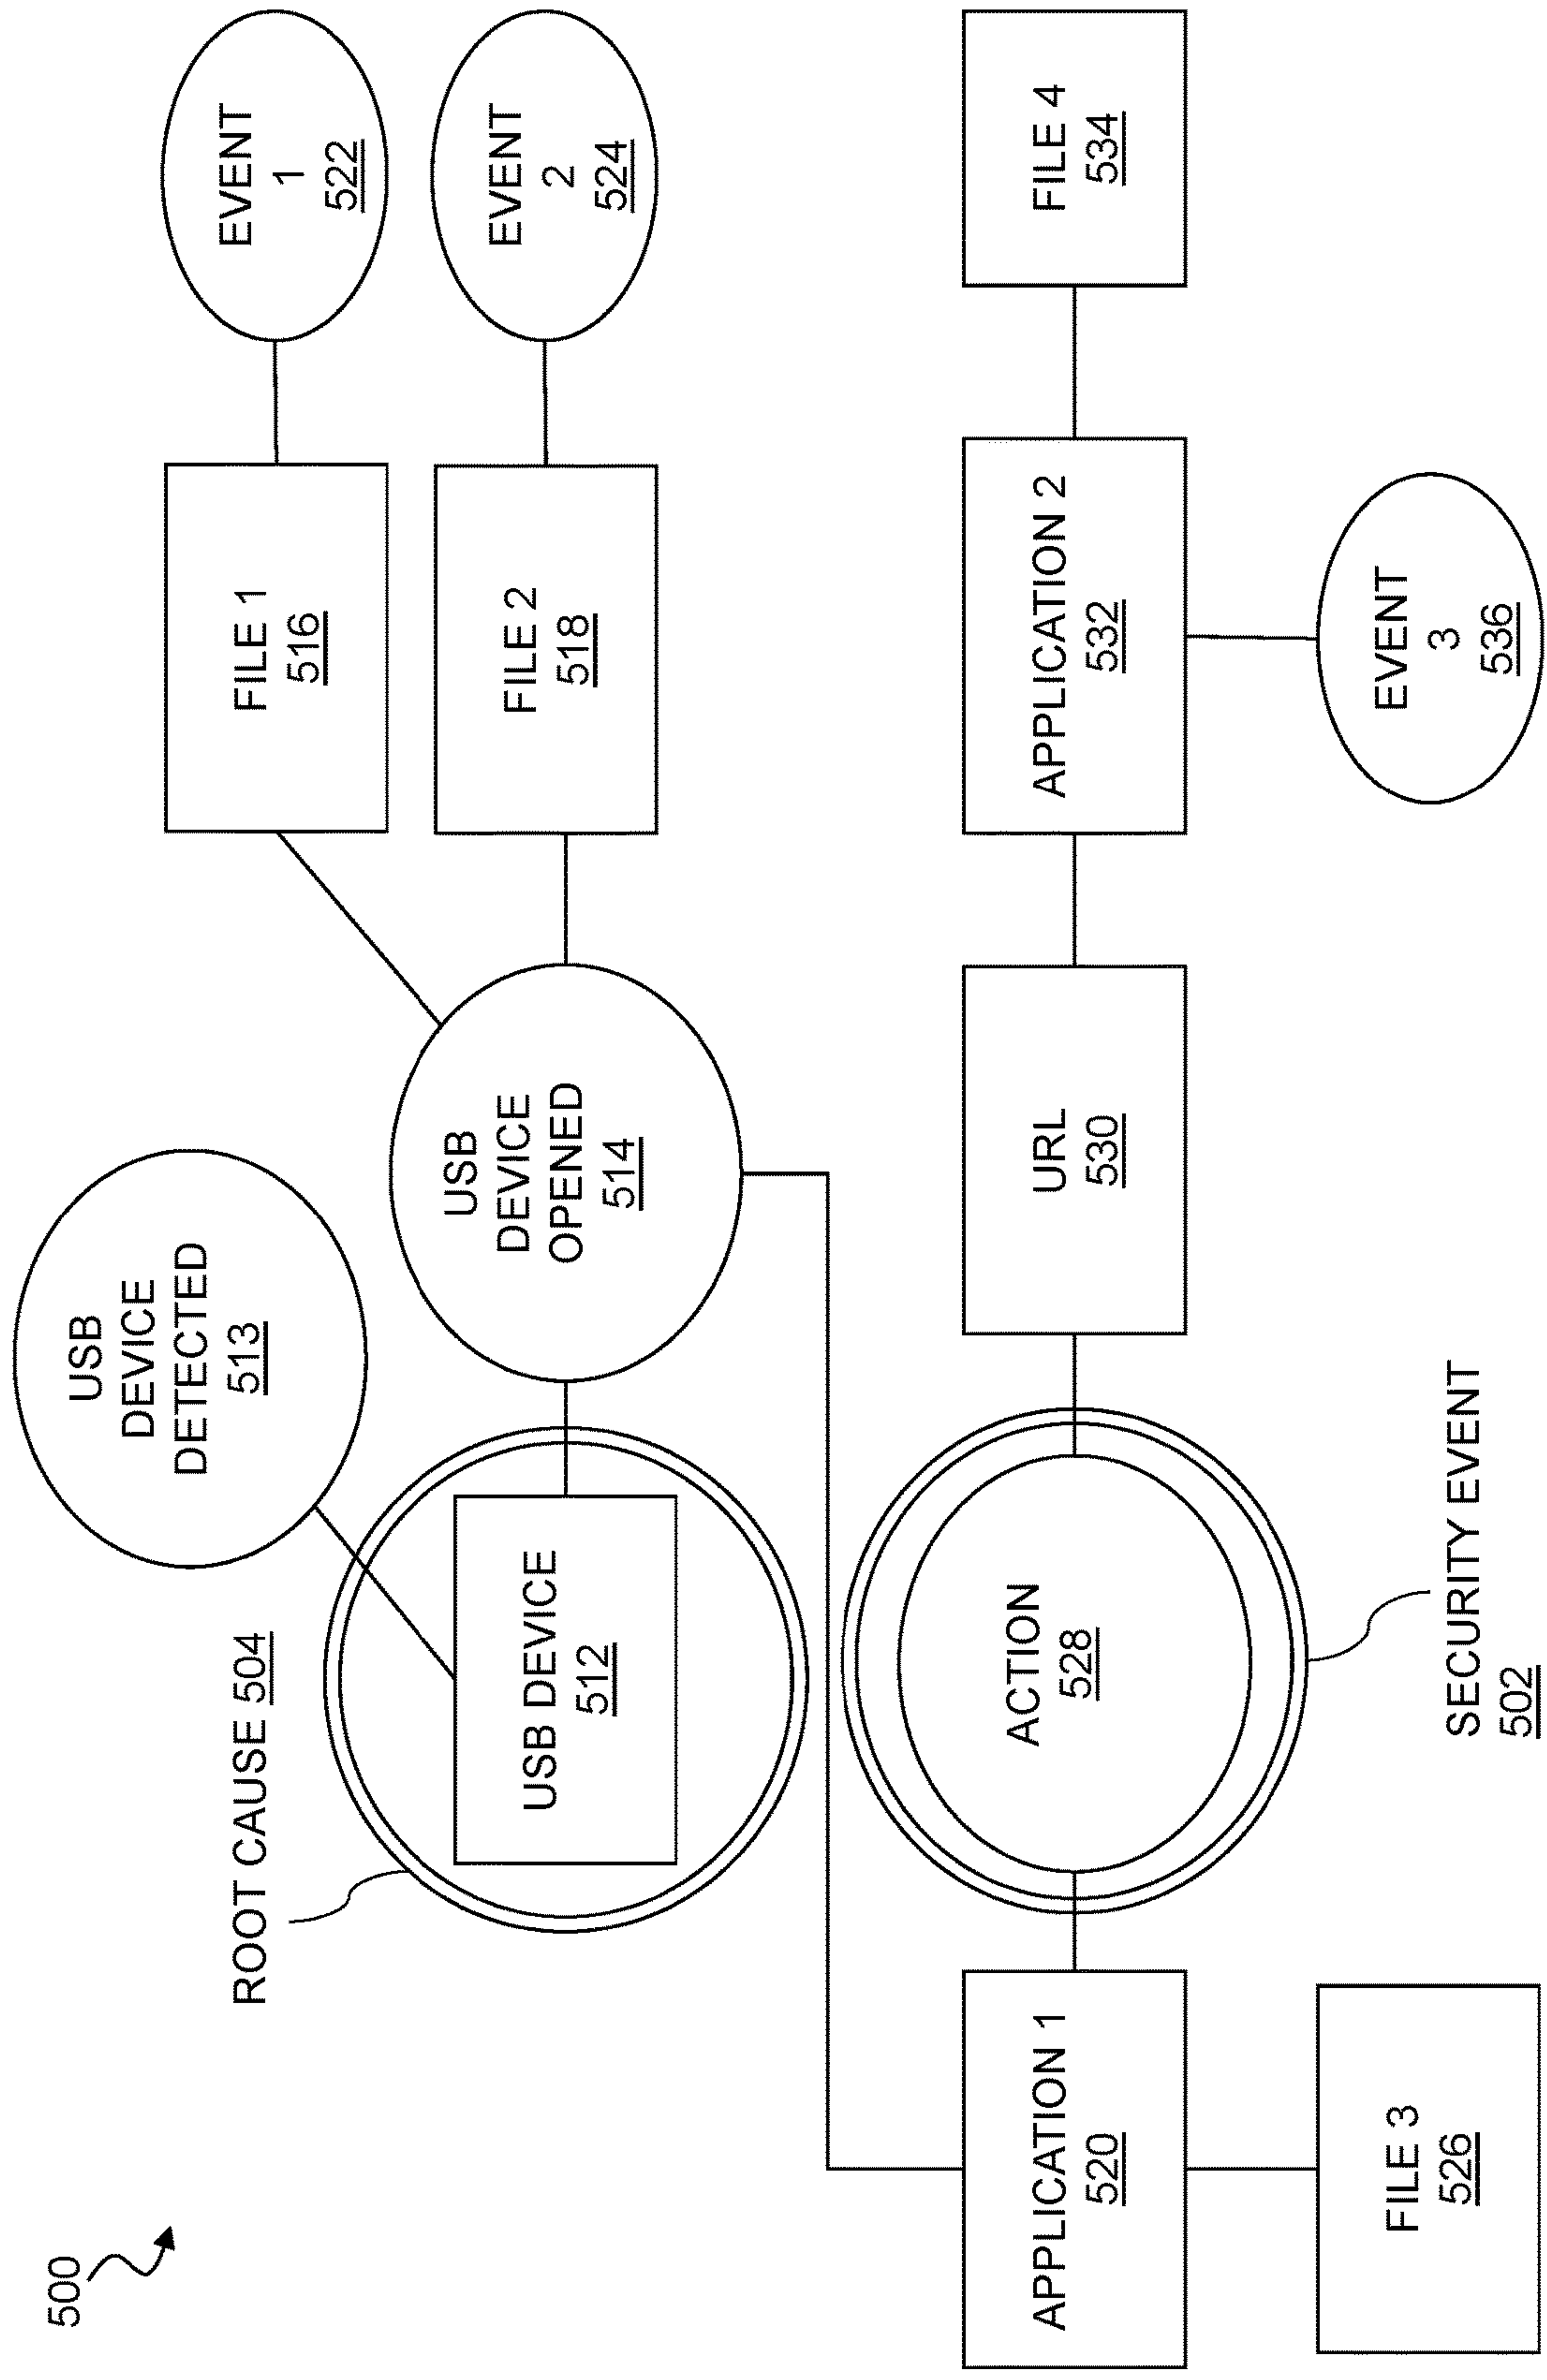 500
ROOT CAUSE 504
USB
DEVICE
DETECTED
513
USB DEVICE
512
USB
DEVICE
OPENED
514
FILE 1
516
EVENT
1
522
FILE 2
518
EVENT
2
524
APPLICATION 1
520
ACTION
528
URL
530
APPLICATION 2
532
FILE 4
534
FILE 3
526
SECURITY EVENT
502
EVENT
3
536